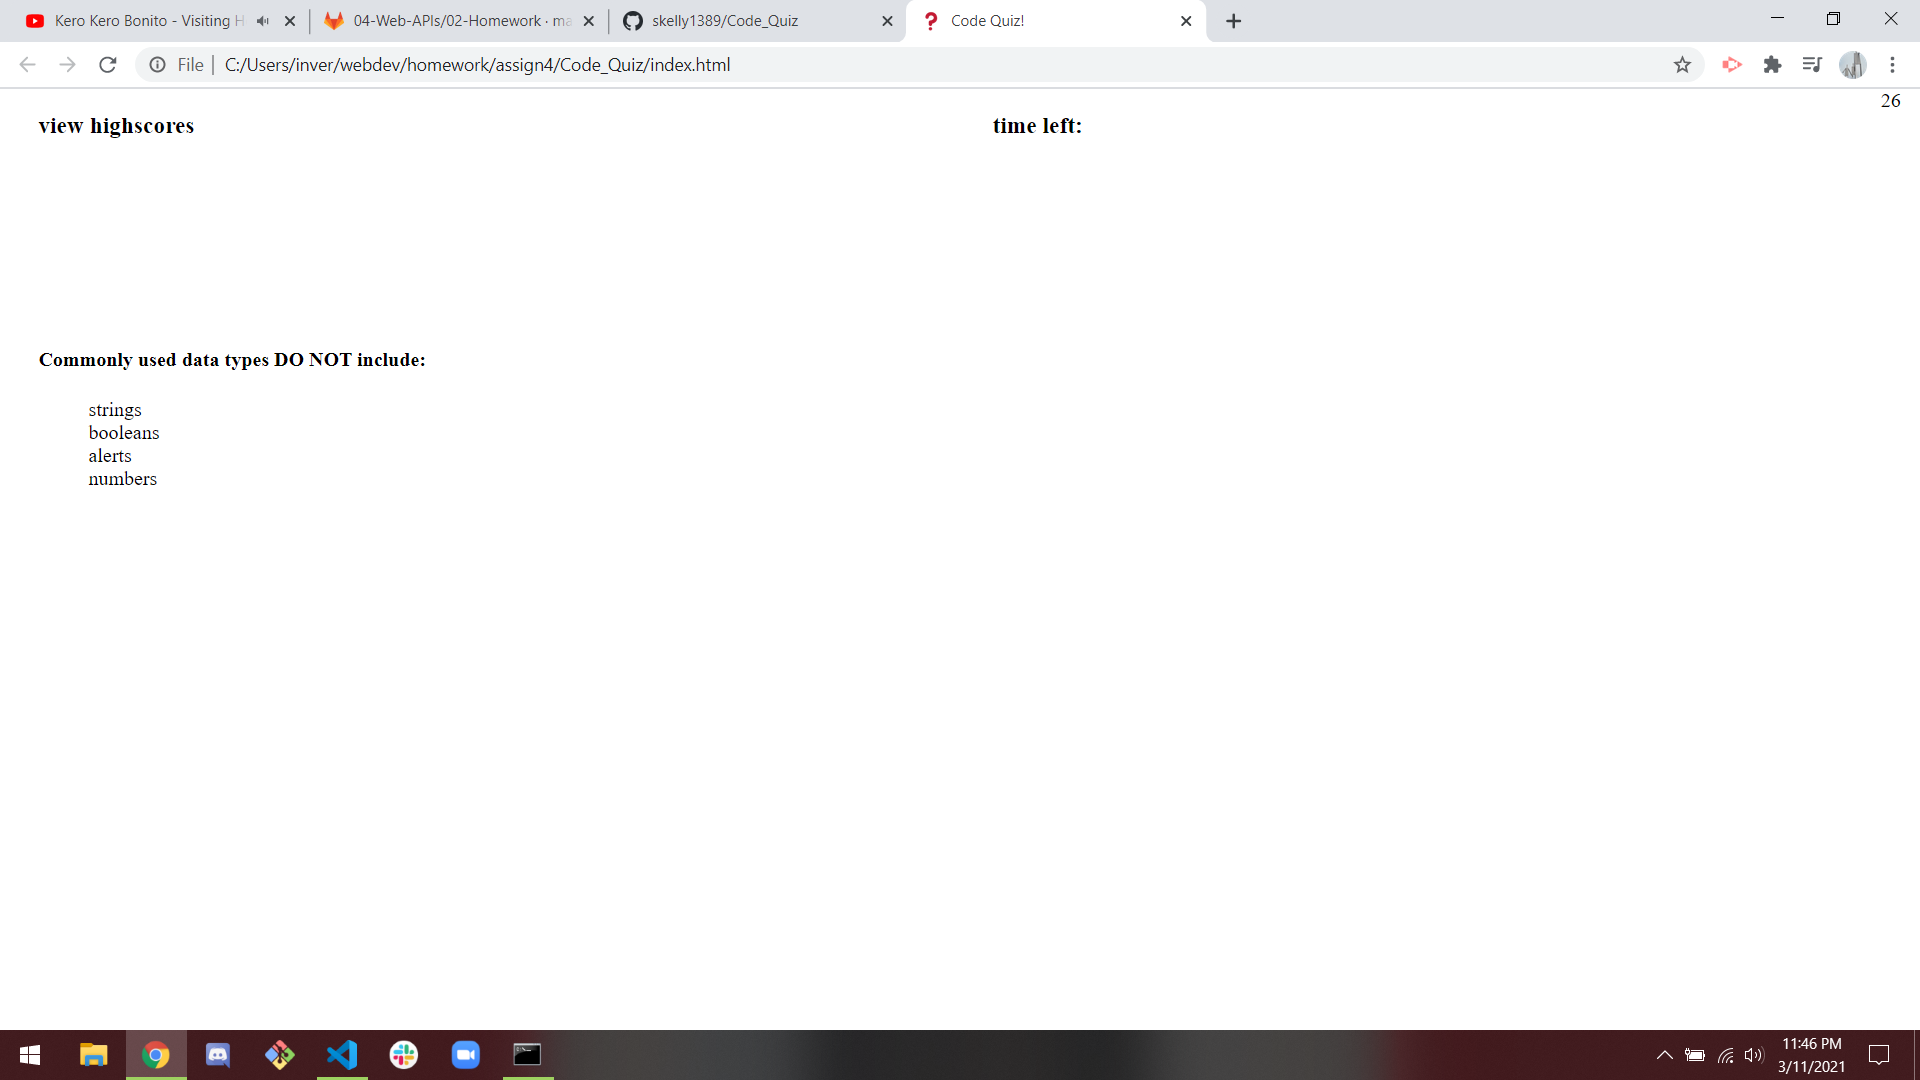 Kero Kero Bonito - Visiting H
04-Web-APIs/02-Homework · ma
skelly1389/Code_Quiz
Code Quiz!
File | C:/Users/inver/webdev/homework/assign4/Code_Quiz/index.html
26
view highscores
time left:
Commonly used data types DO NOT include:
strings
booleans
alerts
numbers
11:46 PM
3/11/2021